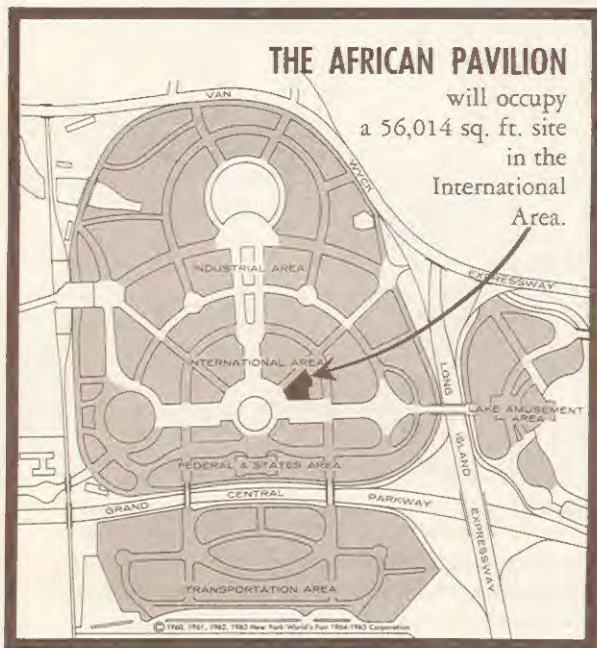 THE AFRICAN PAVILION
will occupy
a 56,014 sq. ft. site
in the
International
Area.
VAN
WYCK
EXPRESSWAY
INDUSTRIAL AREA
INTERNATIONAL AREA
LONG
ISLAND
EXPRESSWAY
LAKE AMUSEMENT
AREA
FEDERAL & STATES AREA
GRAND
CENTRAL
PARKWAY
TRANSPORTATION AREA
© 1960, 1961, 1962, 1963 New York World's Fair 1964-1965 Corporation